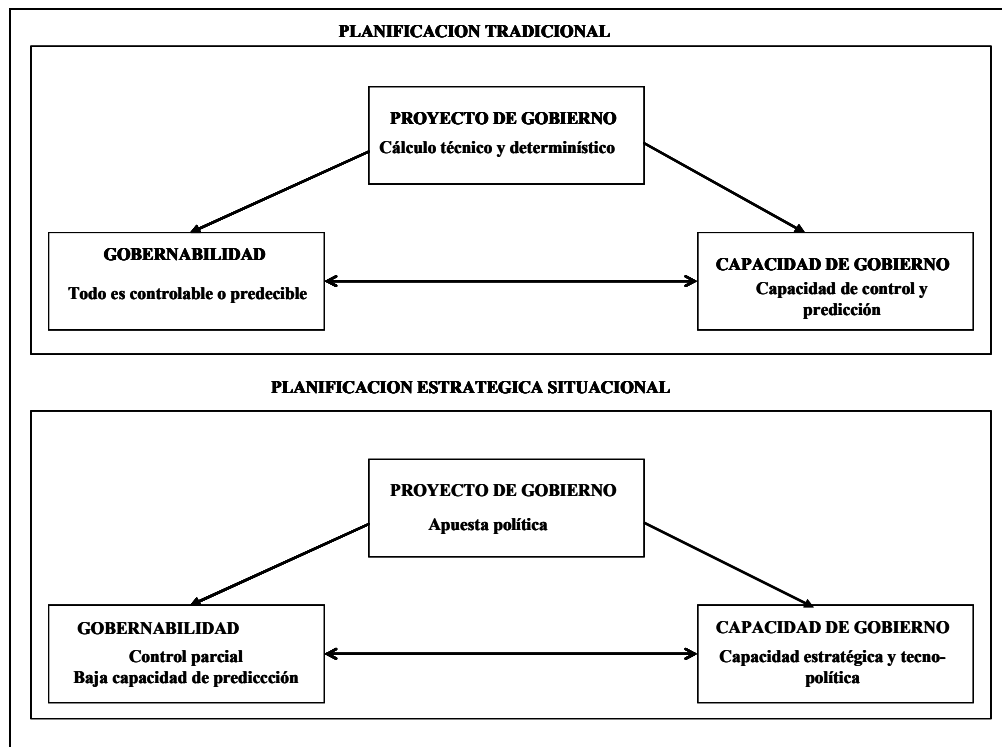 PLANIFICACION TRADICIONAL
PROYECTO DE GOBIERNO
Cálculo técnico y determinístico
GOBERNABILIDAD
Todo es controlable o predecible
CAPACIDAD DE GOBIERNO
Capacidad de control y
predicción
PLANIFICACION ESTRATEGICA SITUACIONAL
PROYECTO DE GOBIERNO
Apuesta política
GOBERNABILIDAD
Control parcial
Baja capacidad de prediccción
CAPACIDAD DE GOBIERNO
Capacidad estratégica y tecno-
política